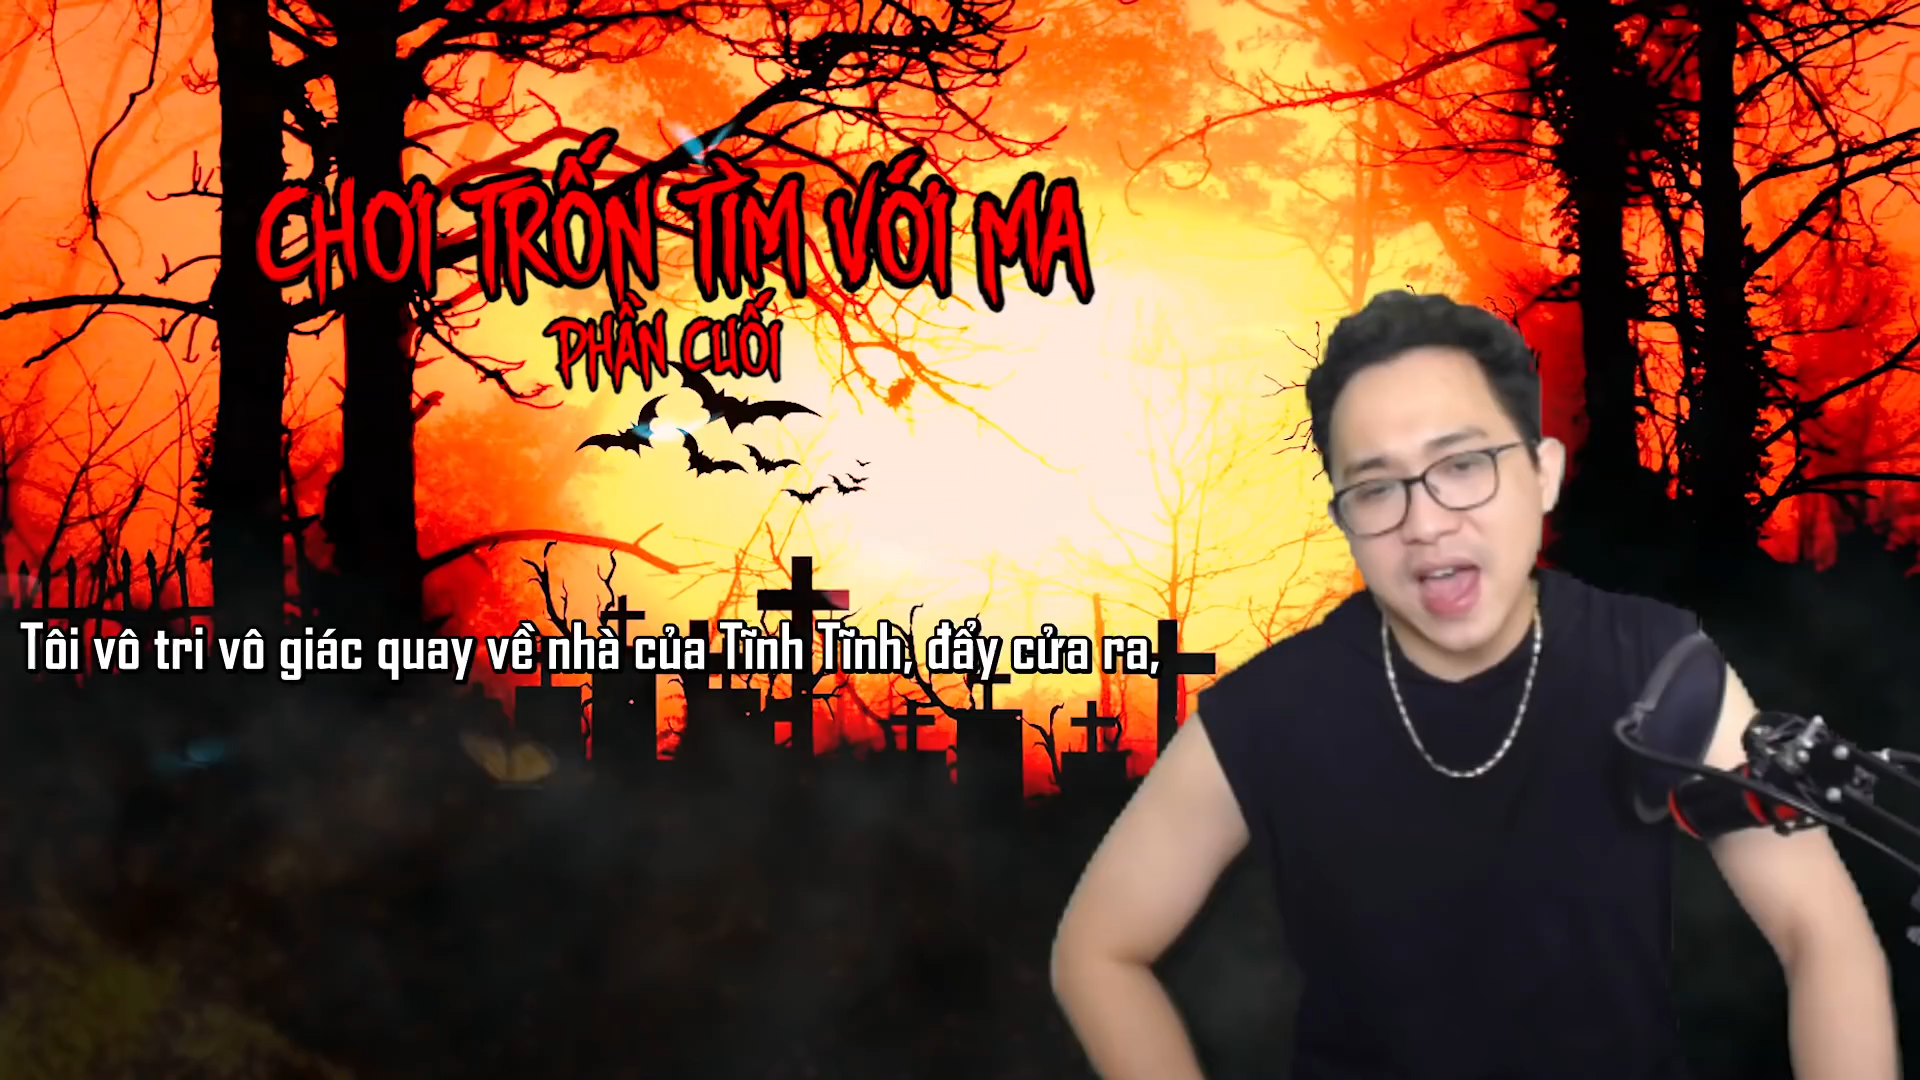 CHƠI TRỐN TÌM VỚI MA
PHẦN CUỐI
Tôi vô tri vô giác quay về nhà của Tĩnh Tĩnh, đẩy cửa ra,